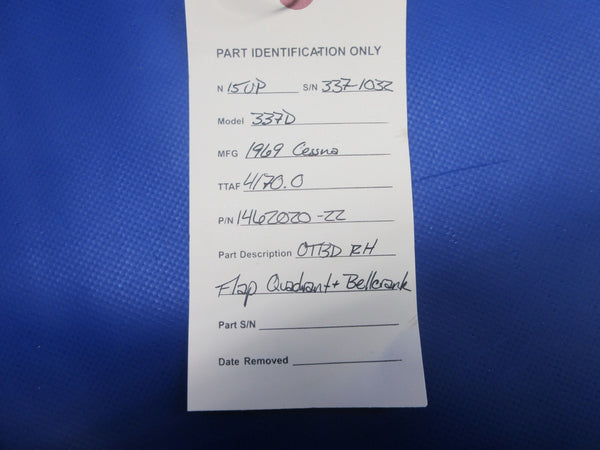 PART IDENTIFICATION ONLY
N 15UP S/N 337-1032
Model 337D
MFG 1969 Cessna
TTAF 4170.0
P/N 1462020-22
Part Description OTBD RH
Flap Quadrant + Bellcrank
Part S/N
Date Removed